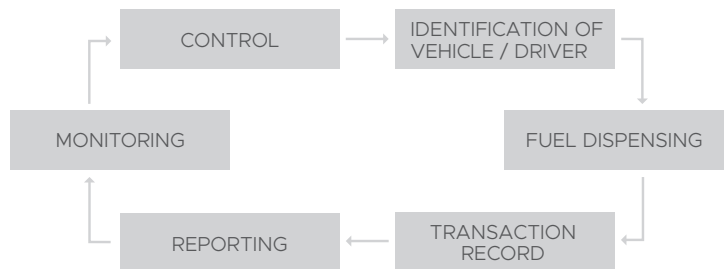 CONTROL
IDENTIFICATION OF
VEHICLE / DRIVER
MONITORING
FUEL DISPENSING
REPORTING
TRANSACTION
RECORD